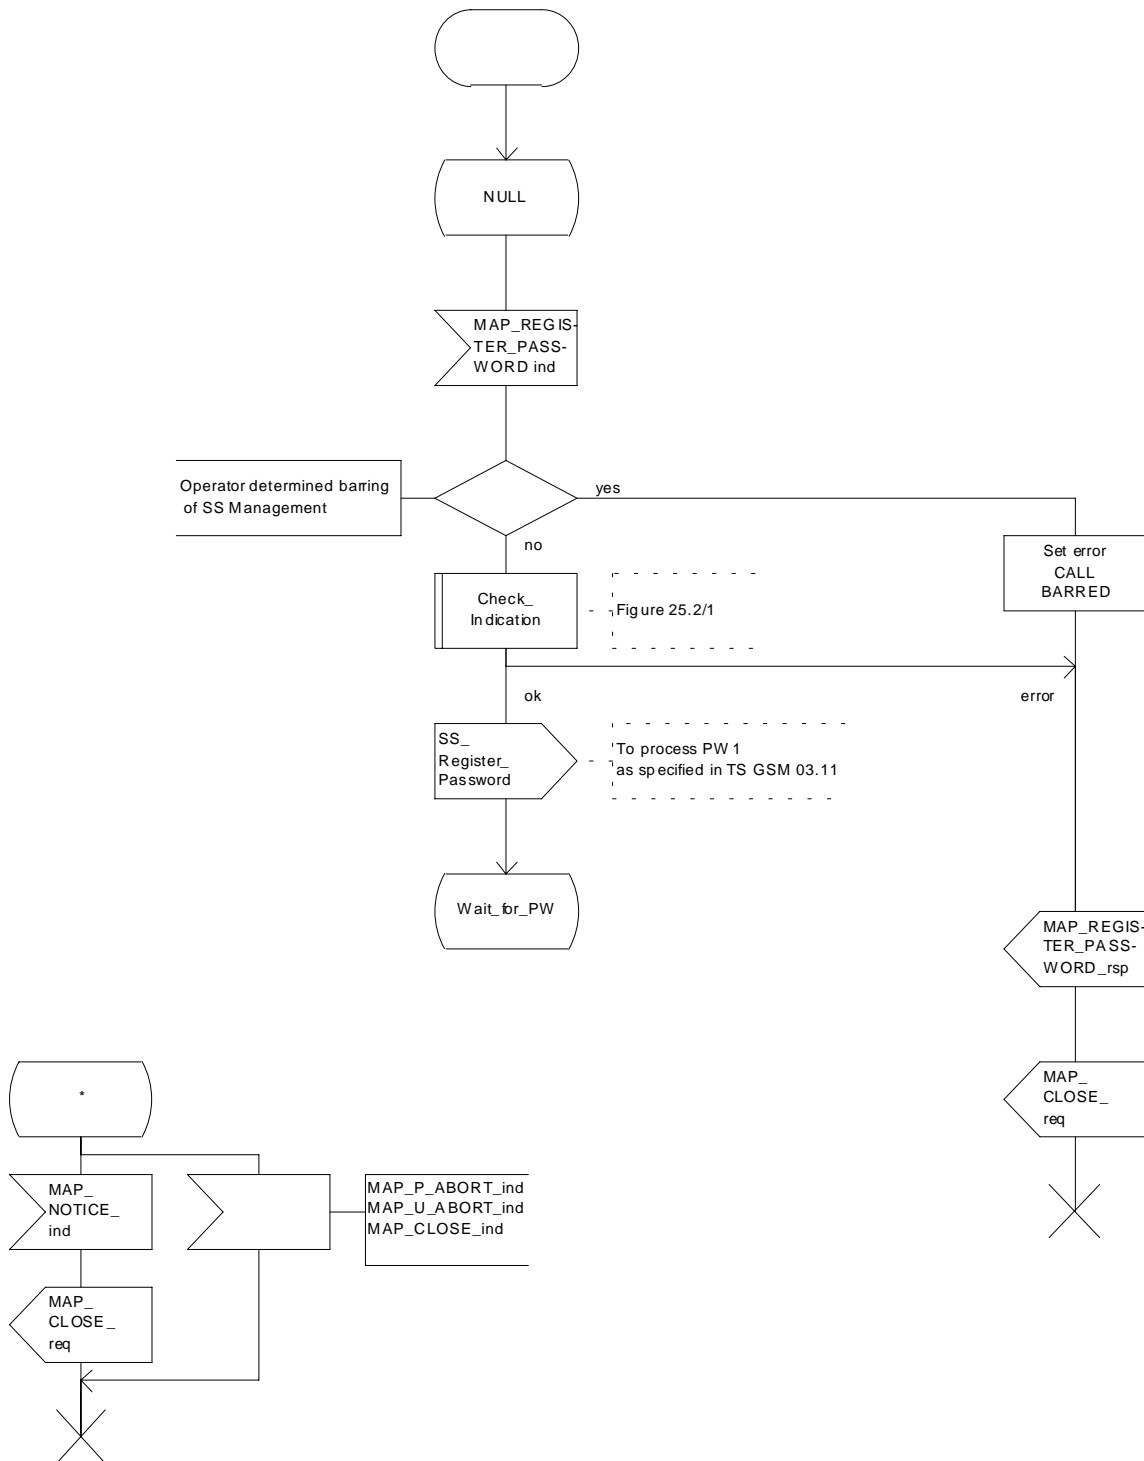 NULL
MAP_REGIS-
TER_PASS-
WORD ind
Operator determined barring
of SS Management
yes
no
Set error
CALL
BARRED
Check_
Indication
Figure 25.2/1
ok
error
SS_
Register_
Password
To process PW1
as specified in TS GSM 03.11
Wait_for_PW
MAP_REGIS-
TER_PASS-
WORD_rsp
MAP_
CLOSE_
req
*
MAP_
NOTICE_
ind
MAP_P_ABORT_ind
MAP_U_ABORT_ind
MAP_CLOSE_ind
MAP_
CLOSE_
req